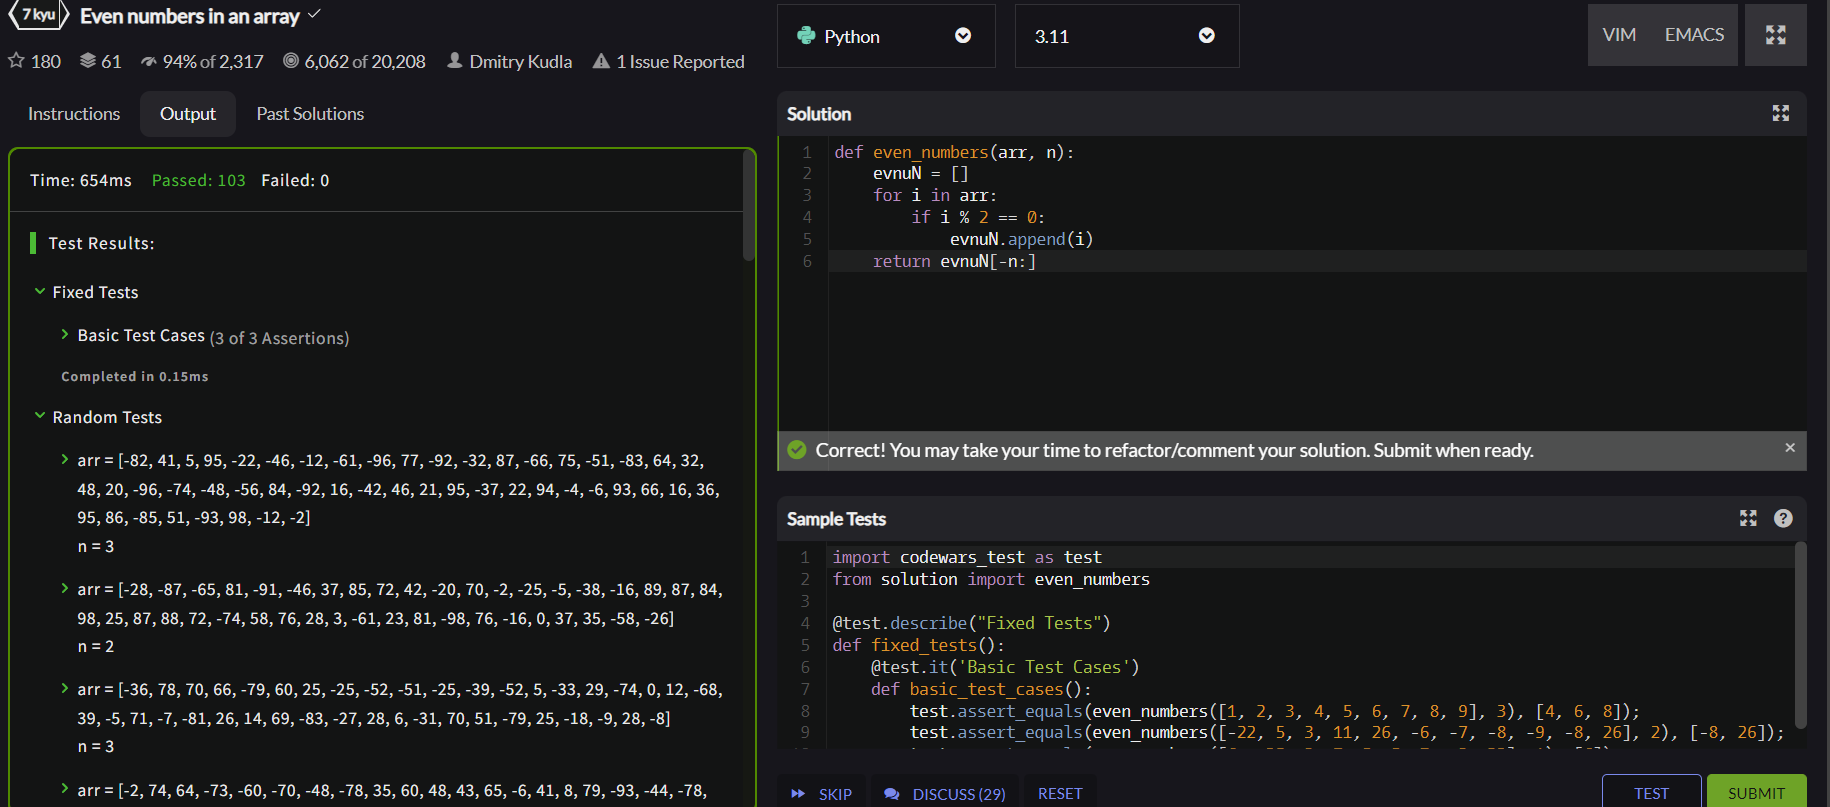 7 kyu Even numbers in an array
180 61 94% of 2,317 6,062 of 20,208 Dmitry Kudla 1 Issue Reported
Instructions Output Past Solutions
Time: 654ms Passed: 103 Failed: 0
Test Results:
Fixed Tests
Basic Test Cases (3 of 3 Assertions)
Completed in 0.15ms
Random Tests
arr = [-82, 41, 5, 95, -22, -46, -12, -61, -96, 77, -92, -32, 87, -66, 75, -51, -83, 64, 32,
48, 20, -96, -74, -48, -56, 84, -92, 16, -42, 46, 21, 95, -37, 22, 94, -4, -6, 93, 66, 16, 36,
95, 86, -85, 51, -93, 98, -12, -2]
n = 3
arr = [-28, -87, -65, 81, -91, -46, 37, 85, 72, 42, -20, 70, -2, -25, -5, -38, -16, 89, 87, 84,
98, 25, 87, 88, 72, -74, 58, 76, 28, 3, -61, 23, 81, -98, 76, -16, 0, 37, 35, -58, -26]
n = 2
arr = [-36, 78, 70, 66, -79, 60, 25, -25, -52, -51, -25, -39, -52, 5, -33, 29, -74, 0, 12, -68,
39, -5, 71, -7, -81, 26, 14, 69, -83, -27, 28, 6, -31, 70, 51, -79, 25, -18, -9, 28, -8]
n = 3
arr = [-2, 74, 64, -73, -60, -70, -48, -78, 35, 60, 48, 43, 65, -6, 41, 8, 79, -93, -44, -78,
Python 3.11 VIM EMACS
Solution
1 def even_numbers(arr, n):
2 evnuN = []
3 for i in arr:
4 if i % 2 == 0:
5 evnuN.append(i)
6 return evnuN[-n:]
Correct! You may take your time to refactor/comment your solution. Submit when ready. ×
Sample Tests ?
1 import codewars_test as test
2 from solution import even_numbers
3
4 @test.describe("Fixed Tests")
5 def fixed_tests():
6 @test.it('Basic Test Cases')
7 def basic_test_cases():
8 test.assert_equals(even_numbers([1, 2, 3, 4, 5, 6, 7, 8, 9], 3), [4, 6, 8]);
9 test.assert_equals(even_numbers([-22, 5, 3, 11, 26, -6, -7, -8, -9, -8, 26], 2), [-8, 26]);
SKIP DISCUSS (29) RESET TEST SUBMIT